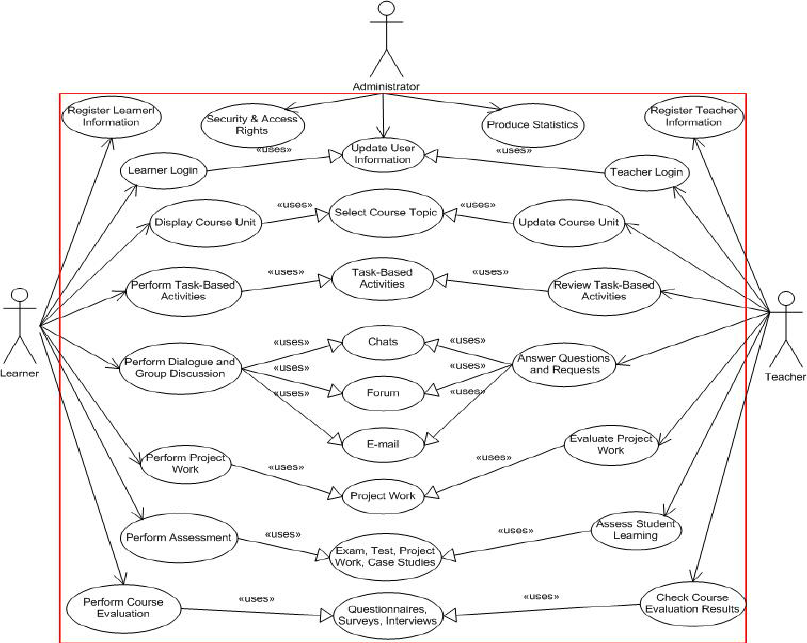 Administrator
Register Learner
Information
Security & Access
Rights
Produce Statistics
Register Teacher
Information
«uses»
Update User
Information
«uses»
Learner Login
Teacher Login
Display Course Unit
«uses»
Select Course Topic
«uses»
Update Course Unit
Perform Task-Based
Activities
«uses»
Task-Based
Activities
«uses»
Review Task-Based
Activities
Learner
Teacher
Perform Dialogue and
Group Discussion
«uses»
«uses»
«uses»
Chats
Forum
E-mail
«uses»
«uses»
«uses»
Answer Questions
and Requests
Perform Project
Work
«uses»
Project Work
«uses»
Evaluate Project
Work
Perform Assessment
«uses»
Exam, Test, Project
Work, Case Studies
«uses»
Assess Student
Learning
Perform Course
Evaluation
«uses»
Questionnaires,
Surveys, Interviews
«uses»
Check Course
Evaluation Results